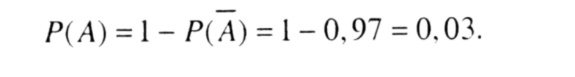 P(A) = 1 − P(A̅) = 1 − 0,97 = 0,03.